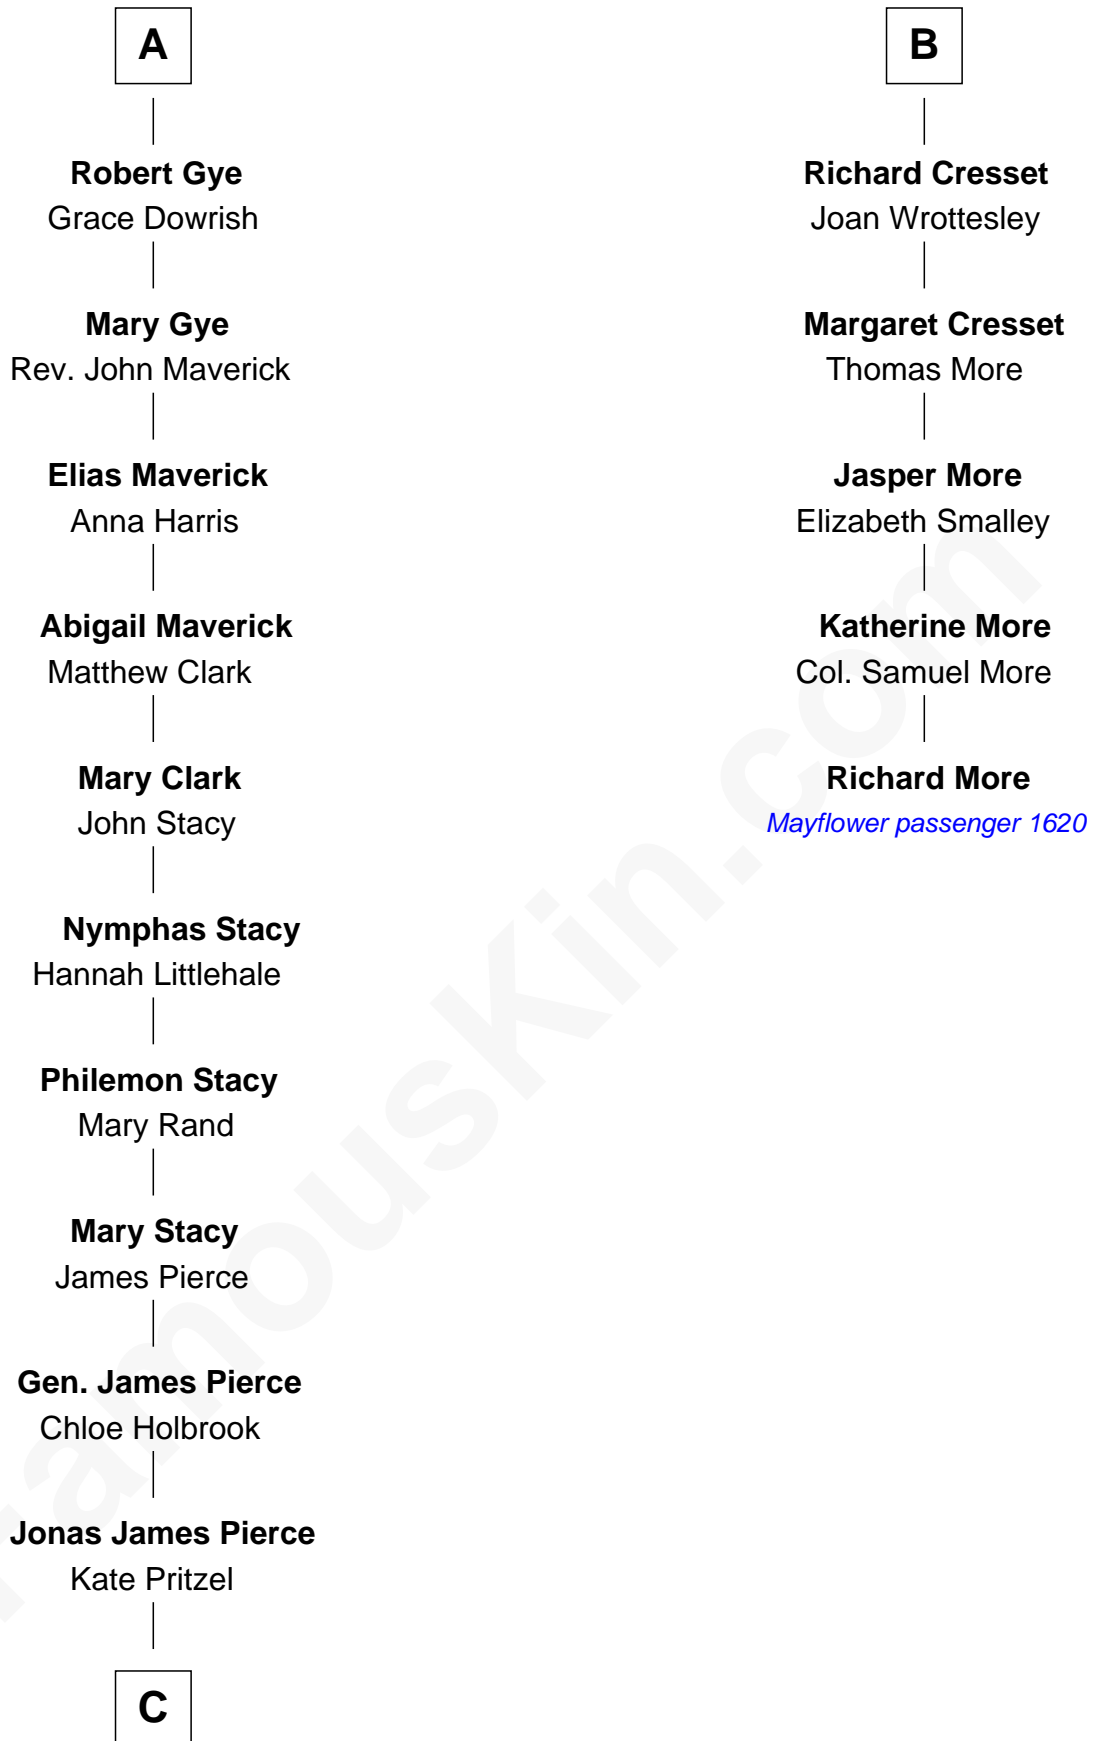 A
Robert Gye
Grace Dowrish
Mary Gye
Rev. John Maverick
Elias Maverick
Anna Harris
Abigail Maverick
Matthew Clark
Mary Clark
John Stacy
Nymphas Stacy
Hannah Littlehale
Philemon Stacy
Mary Rand
Mary Stacy
James Pierce
Gen. James Pierce
Chloe Holbrook
Jonas James Pierce
Kate Pritzel
C
B
Richard Cresset
Joan Wrottesley
Margaret Cresset
Thomas More
Jasper More
Elizabeth Smalley
Katherine More
Col. Samuel More
Richard More
Mayflower passenger 1620
FamousKin.com